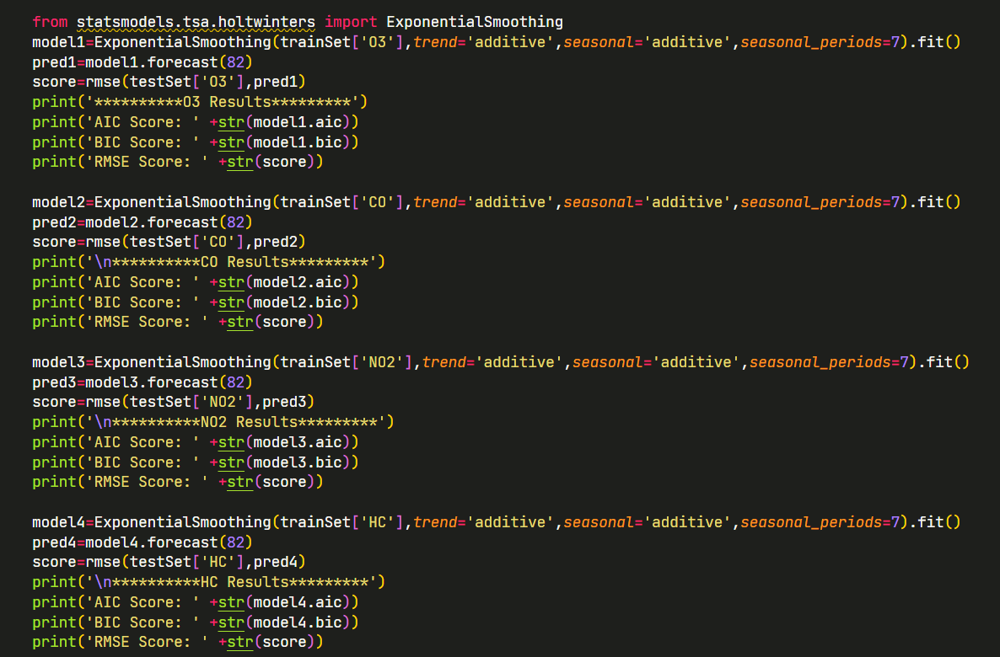 from statsmodels.tsa.holtwinters import ExponentialSmoothing
model1=ExponentialSmoothing(trainSet['O3'],trend='additive',seasonal='additive',seasonal_periods=7).fit()
pred1=model1.forecast(82)
score=rmse(testSet['O3'],pred1)
print('**********O3 Results*********')
print('AIC Score: ' +str(model1.aic))
print('BIC Score: ' +str(model1.bic))
print('RMSE Score: ' +str(score))

model2=ExponentialSmoothing(trainSet['CO'],trend='additive',seasonal='additive',seasonal_periods=7).fit()
pred2=model2.forecast(82)
score=rmse(testSet['CO'],pred2)
print('\n**********CO Results*********')
print('AIC Score: ' +str(model2.aic))
print('BIC Score: ' +str(model2.bic))
print('RMSE Score: ' +str(score))

model3=ExponentialSmoothing(trainSet['NO2'],trend='additive',seasonal='additive',seasonal_periods=7).fit()
pred3=model3.forecast(82)
score=rmse(testSet['NO2'],pred3)
print('\n**********NO2 Results*********')
print('AIC Score: ' +str(model3.aic))
print('BIC Score: ' +str(model3.bic))
print('RMSE Score: ' +str(score))

model4=ExponentialSmoothing(trainSet['HC'],trend='additive',seasonal='additive',seasonal_periods=7).fit()
pred4=model4.forecast(82)
score=rmse(testSet['HC'],pred4)
print('\n**********HC Results*********')
print('AIC Score: ' +str(model4.aic))
print('BIC Score: ' +str(model4.bic))
print('RMSE Score: ' +str(score))